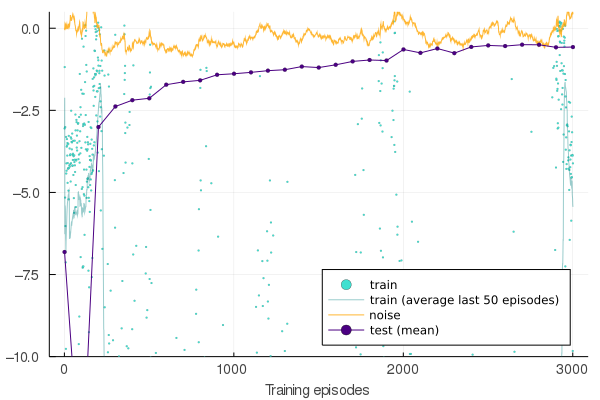 0.0
−2.5
−5.0
−7.5
−10.0
train
train (average last 50 episodes)
noise
test (mean)
0
1000
2000
3000
Training episodes